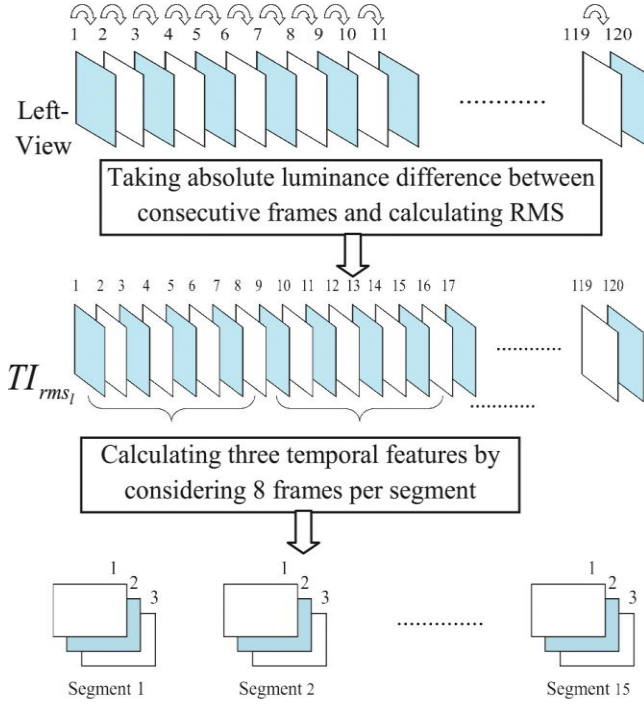 1 2 3 4 5 6 7 8 9 10 11 119 120
Left-
View
Taking absolute luminance difference between
consecutive frames and calculating RMS
1 2 3 4 5 6 7 8 9 10 11 12 13 14 15 16 17 119 120
TI_{rms_l}
Calculating three temporal features by
considering 8 frames per segment
1 1 1
2 2 2
3 3 3
Segment 1 Segment 2 Segment 15